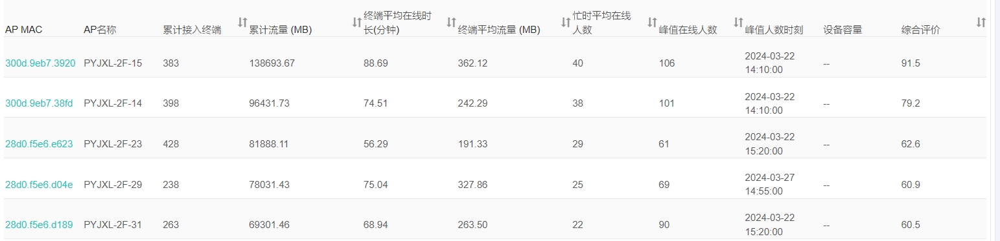 AP MAC AP名称 累计接入终端 累计流量 (MB) 终端平均在线时长(分钟) 终端平均流量 (MB) 忙时平均在线人数 峰值在线人数 峰值人数时刻 设备容量 综合评价
300d.9eb7.3920 PYJXL-2F-15 383 138693.67 88.69 362.12 40 106 2024-03-22 14:10:00 -- 91.5
300d.9eb7.38fd PYJXL-2F-14 398 96431.73 74.51 242.29 38 101 2024-03-22 14:10:00 -- 79.2
28d0.f5e6.e623 PYJXL-2F-23 428 81888.11 56.29 191.33 29 61 2024-03-22 15:20:00 -- 62.6
28d0.f5e6.d04e PYJXL-2F-29 238 78031.43 75.04 327.86 25 69 2024-03-27 14:55:00 -- 60.9
28d0.f5e6.d189 PYJXL-2F-31 263 69301.46 68.94 263.50 22 90 2024-03-22 15:20:00 -- 60.5